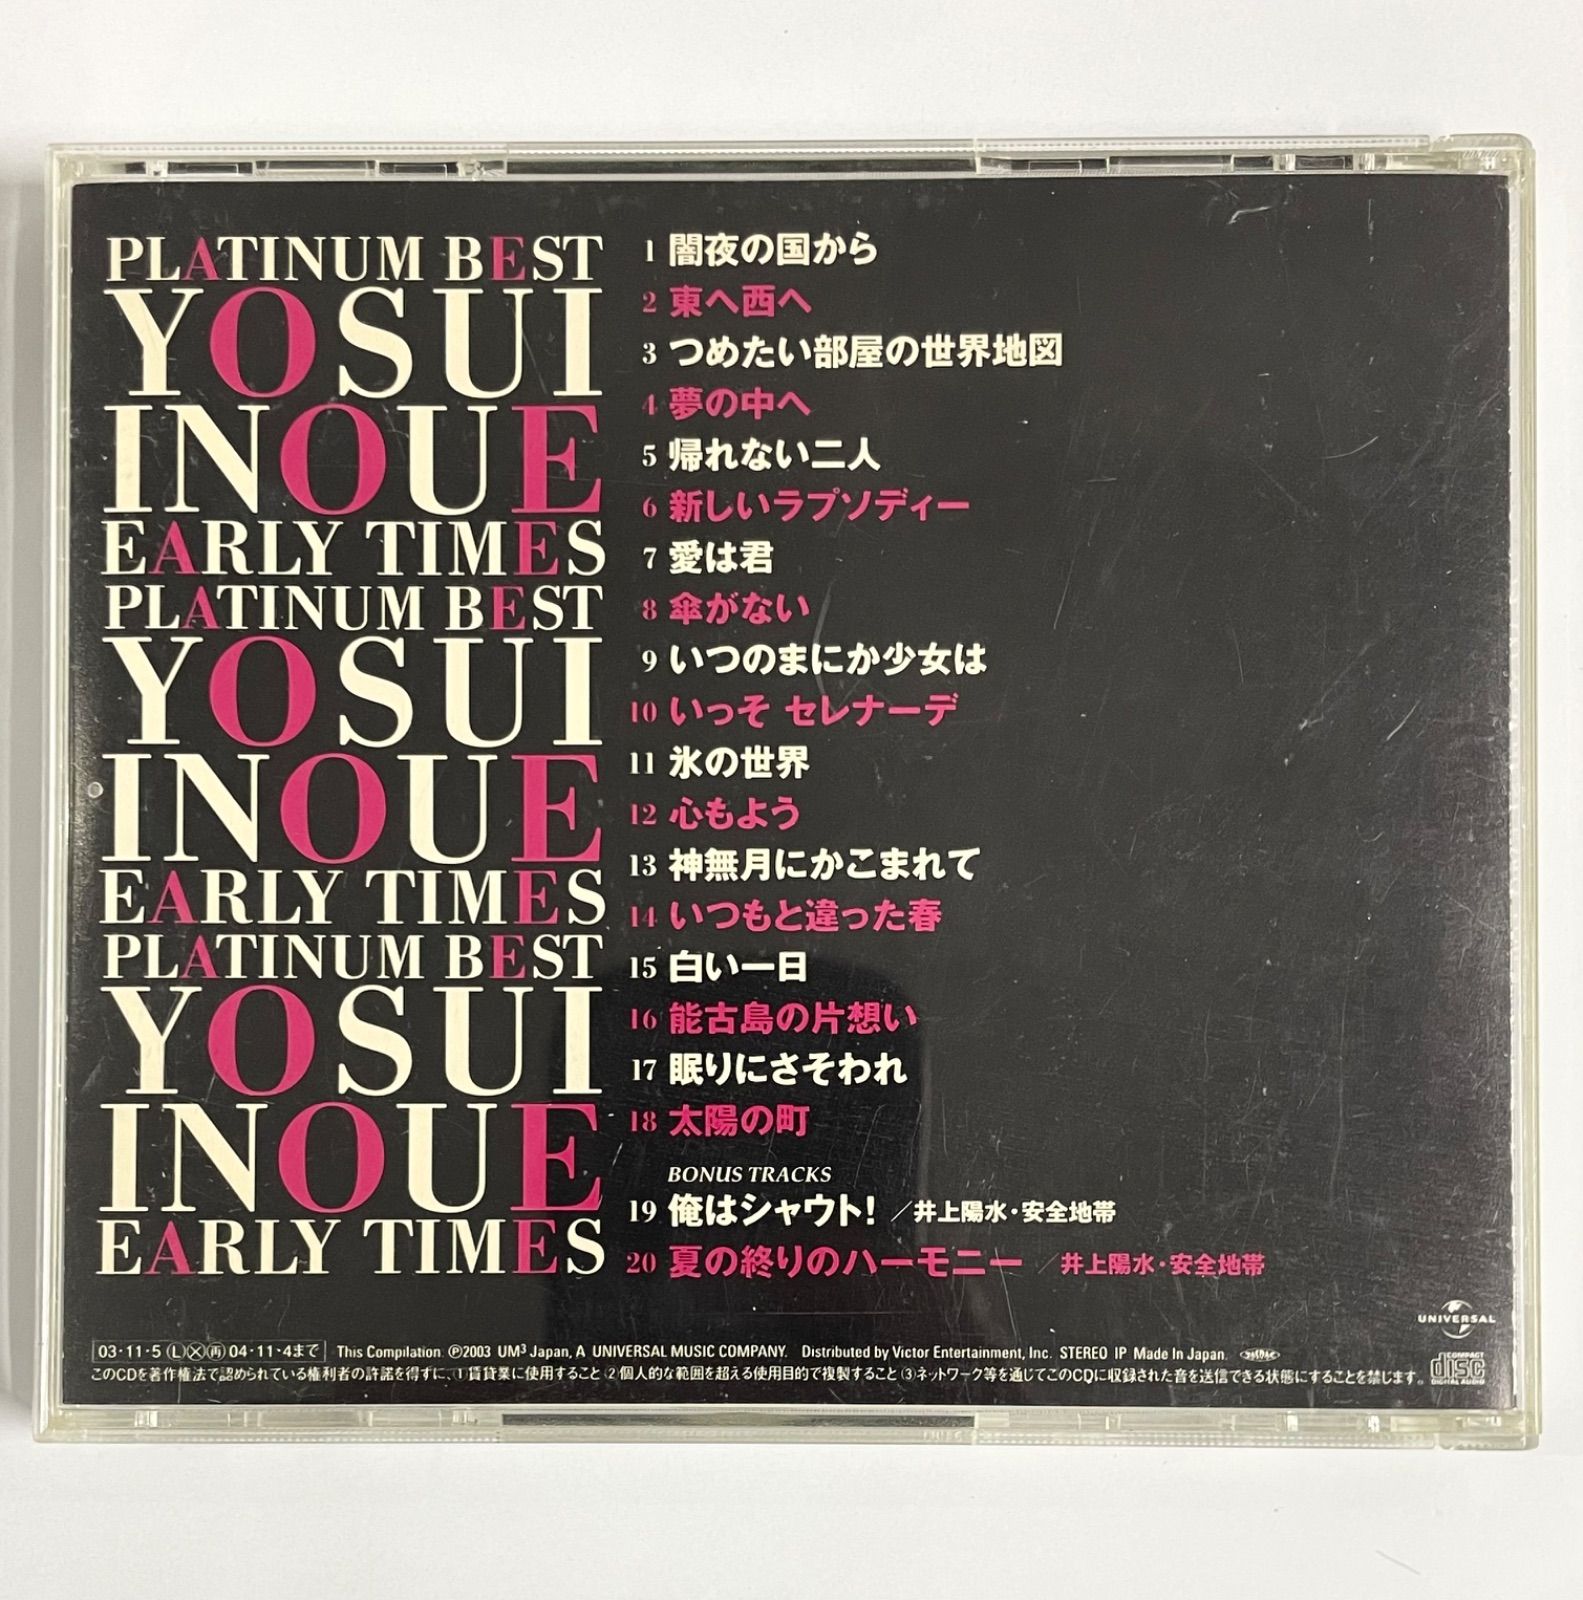 PLATINUM BEST
YOSUI
INOUE
EARLY TIMES
PLATINUM BEST
YOSUI
INOUE
EARLY TIMES
PLATINUM BEST
YOSUI
INOUE
EARLY TIMES
1 闇夜の国から
2 東へ西へ
3 つめたい部屋の世界地図
4 夢の中へ
5 帰れない二人
6 新しいラプソディー
7 愛は君
8 傘がない
9 いつのまにか少女は
10 いっそ セレナーデ
11 氷の世界
12 心もよう
13 神無月にかこまれて
14 いつもと違った春
15 白い一日
16 能古島の片想い
17 眠りにさそわれ
18 太陽の町
BONUS TRACKS
19 俺はシャウト! ／井上陽水・安全地帯
20 夏の終りのハーモニー ／井上陽水・安全地帯
UNIVERSAL
03・11・5 Ⓛ Ⓧ ㊢ 04・11・4まで This Compilation. ℗2003 UM³ Japan, A UNIVERSAL MUSIC COMPANY. Distributed by Victor Entertainment, Inc. STEREO IP Made In Japan.
このCDを著作権法で認められている権利者の許諾を得ずに、①賃貸業に使用すること ②個人的な範囲を超える使用目的で複製すること ③ネットワーク等を通じてこのCDに収録された音を送信できる状態にすることを禁じます。
COMPACT
disc
DIGITAL AUDIO